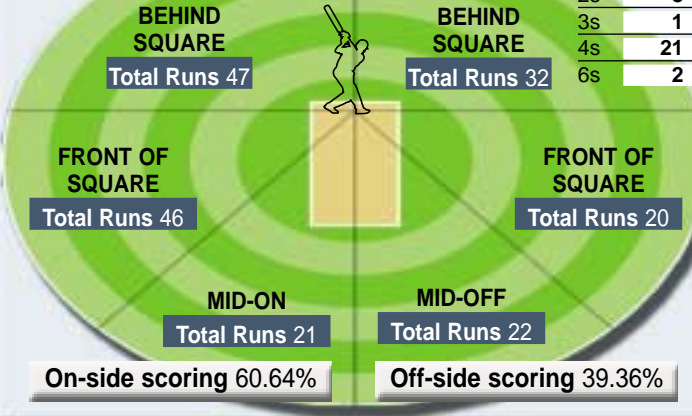 BEHIND
SQUARE
Total Runs 47
BEHIND
SQUARE
Total Runs 32
3s 1
4s 21
6s 2
FRONT OF
SQUARE
Total Runs 46
FRONT OF
SQUARE
Total Runs 20
MID-ON
Total Runs 21
MID-OFF
Total Runs 22
On-side scoring 60.64%
Off-side scoring 39.36%